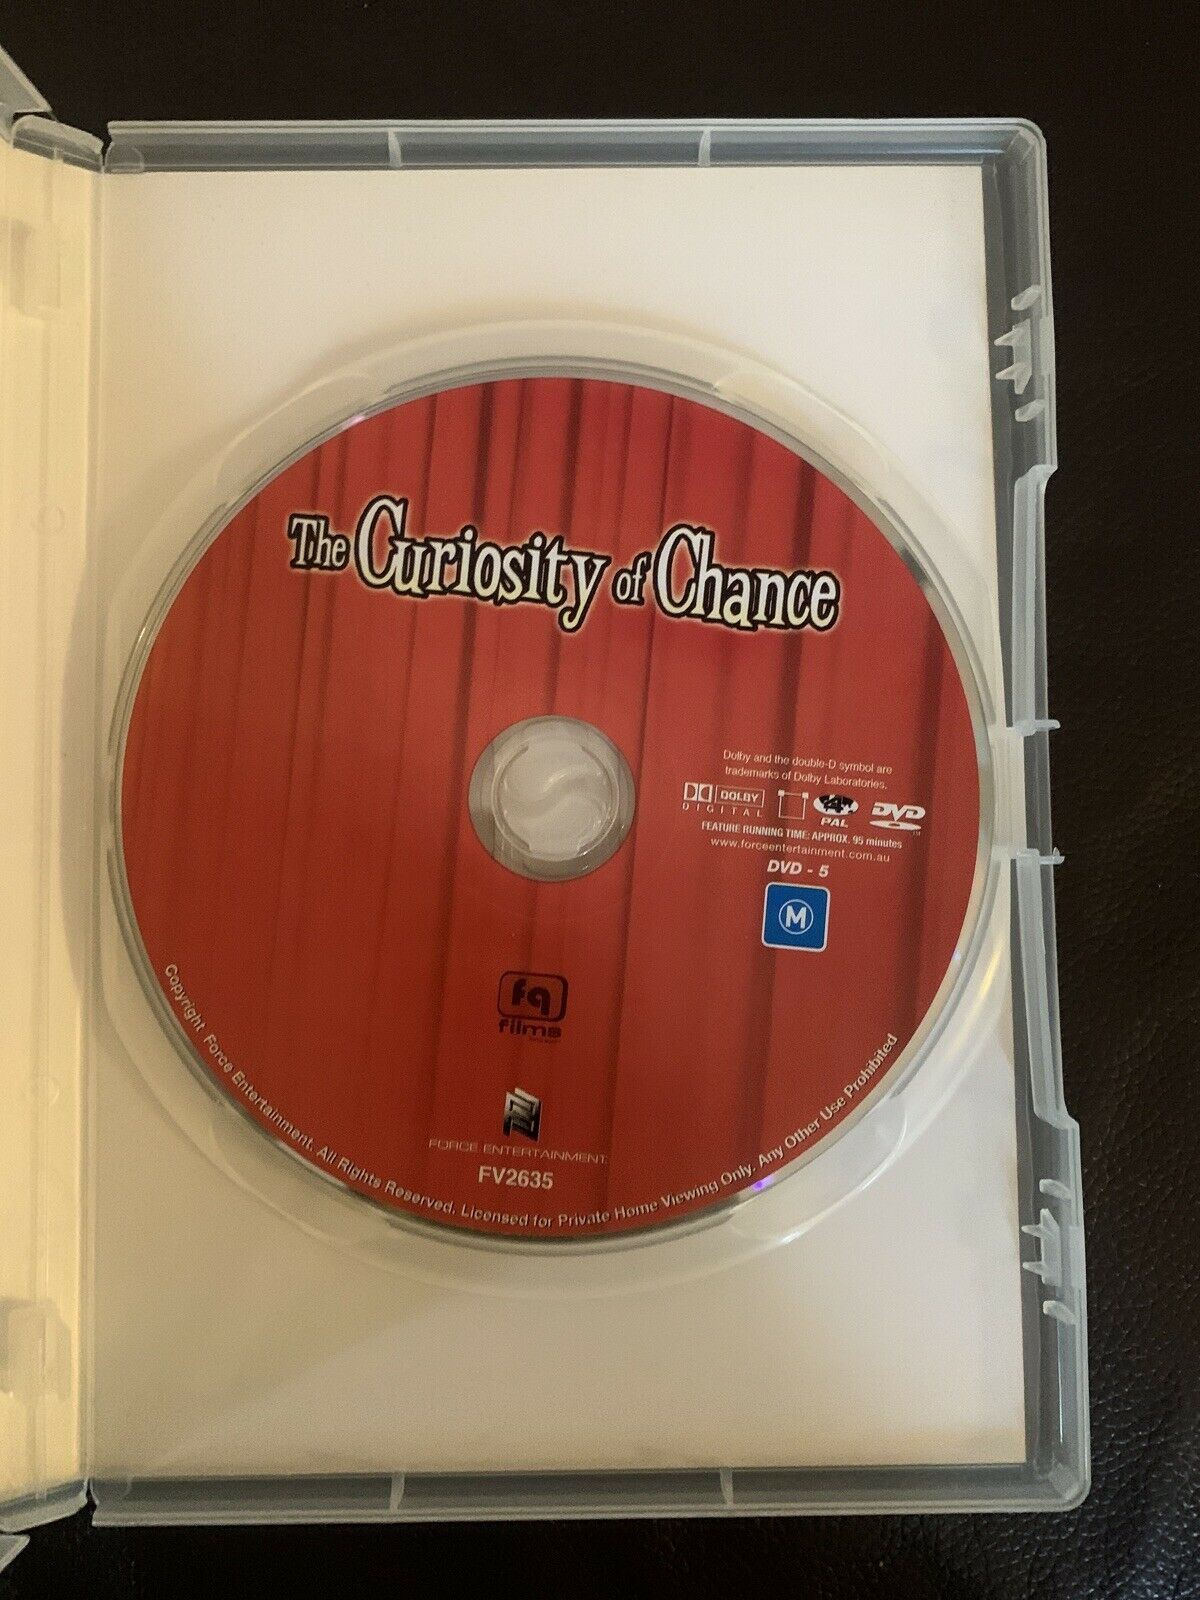 The Curiosity of Chance
Dolby and the double-D symbol are
trademarks of Dolby Laboratories.
DOLBY
DIGITAL
4
PAL
DVD
FEATURE RUNNING TIME: APPROX. 95 minutes
www.forceentertainment.com.au
DVD - 5
M
fq
films
FORCE ENTERTAINMENT
FV2635
Copyright Force Entertainment. All Rights Reserved. Licensed for Private Home Viewing Only. Any Other Use Prohibited